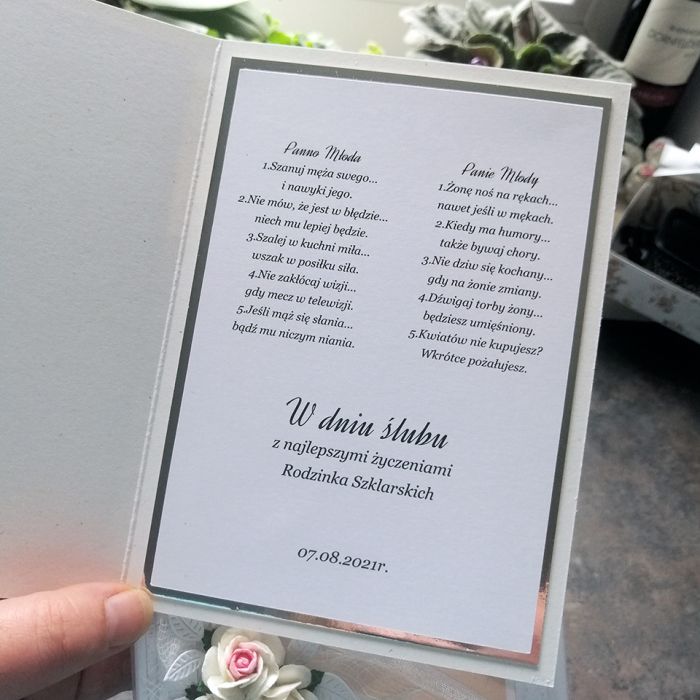 Panno Młoda
1.Szanuj męża swego...
i nawyki jego.
2.Nie mów, że jest w błędzie...
niech mu lepiej będzie.
3.Szalej w kuchni miła...
wszak w posiłku siła.
4.Nie zakłócaj wizji...
gdy mecz w telewizji.
5.Jeśli mąż się słania...
bądź mu niczym niania.
Panie Młody
1.Żonę noś na rękach...
nawet jeśli w mękach.
2.Kiedy ma humory...
także bywaj chory.
3.Nie dziw się kochany...
gdy na żonie zmiany.
4.Dźwigaj torby żony...
będziesz umięśniony.
5.Kwiatów nie kupujesz?
Wkrótce pożałujesz.
W dniu ślubu
z najlepszymi życzeniami
Rodzinka Szklarskich
07.08.2021r.